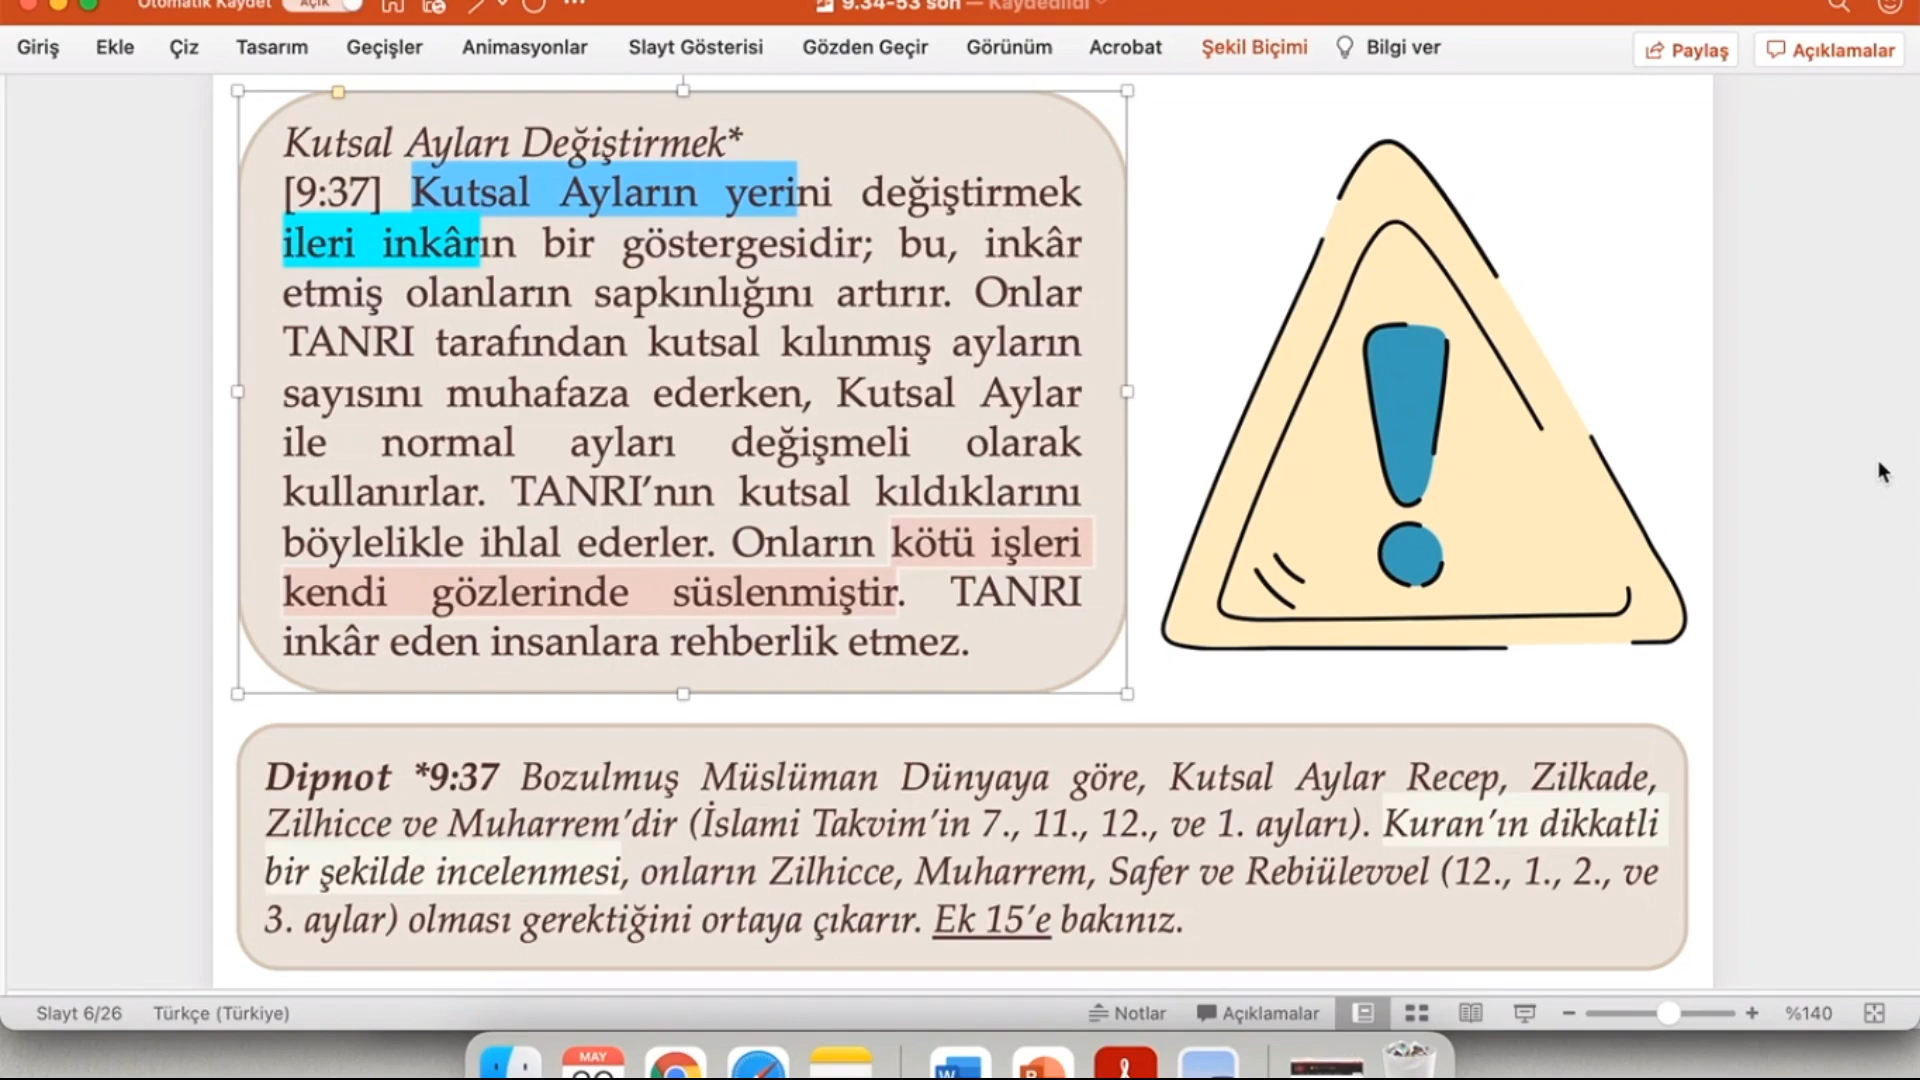 Otomatik Kaydet AÇIK 9.34-53 son — Kaydedildi
Giriş Ekle Çiz Tasarım Geçişler Animasyonlar Slayt Gösterisi Gözden Geçir Görünüm Acrobat Şekil Biçimi Bilgi ver Paylaş Açıklamalar
Kutsal Ayları Değiştirmek*
[9:37] Kutsal Ayların yerini değiştirmek
ileri inkârın bir göstergesidir; bu, inkâr
etmiş olanların sapkınlığını artırır. Onlar
TANRI tarafından kutsal kılınmış ayların
sayısını muhafaza ederken, Kutsal Aylar
ile normal ayları değişmeli olarak
kullanırlar. TANRI’nın kutsal kıldıklarını
böylelikle ihlal ederler. Onların kötü işleri
kendi gözlerinde süslenmiştir. TANRI
inkâr eden insanlara rehberlik etmez.
Dipnot *9:37 Bozulmuş Müslüman Dünyaya göre, Kutsal Aylar Recep, Zilkade,
Zilhicce ve Muharrem’dir (İslami Takvim’in 7., 11., 12., ve 1. ayları). Kuran’ın dikkatli
bir şekilde incelenmesi, onların Zilhicce, Muharrem, Safer ve Rebiülevvel (12., 1., 2., ve
3. aylar) olması gerektiğini ortaya çıkarır. Ek 15’e bakınız.
Slayt 6/26 Türkçe (Türkiye) Notlar Açıklamalar %140
MAY
W P